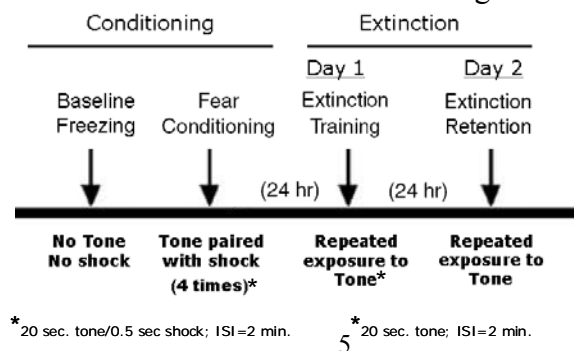 Conditioning Extinction
Day 1 Day 2
Baseline Fear Extinction Extinction
Freezing Conditioning Training Retention
(24 hr) (24 hr)
No Tone Tone paired Repeated Repeated
No shock with shock exposure to exposure to
(4 times)* Tone* Tone
*20 sec. tone/0.5 sec shock; ISI=2 min. 5 *20 sec. tone; ISI=2 min.